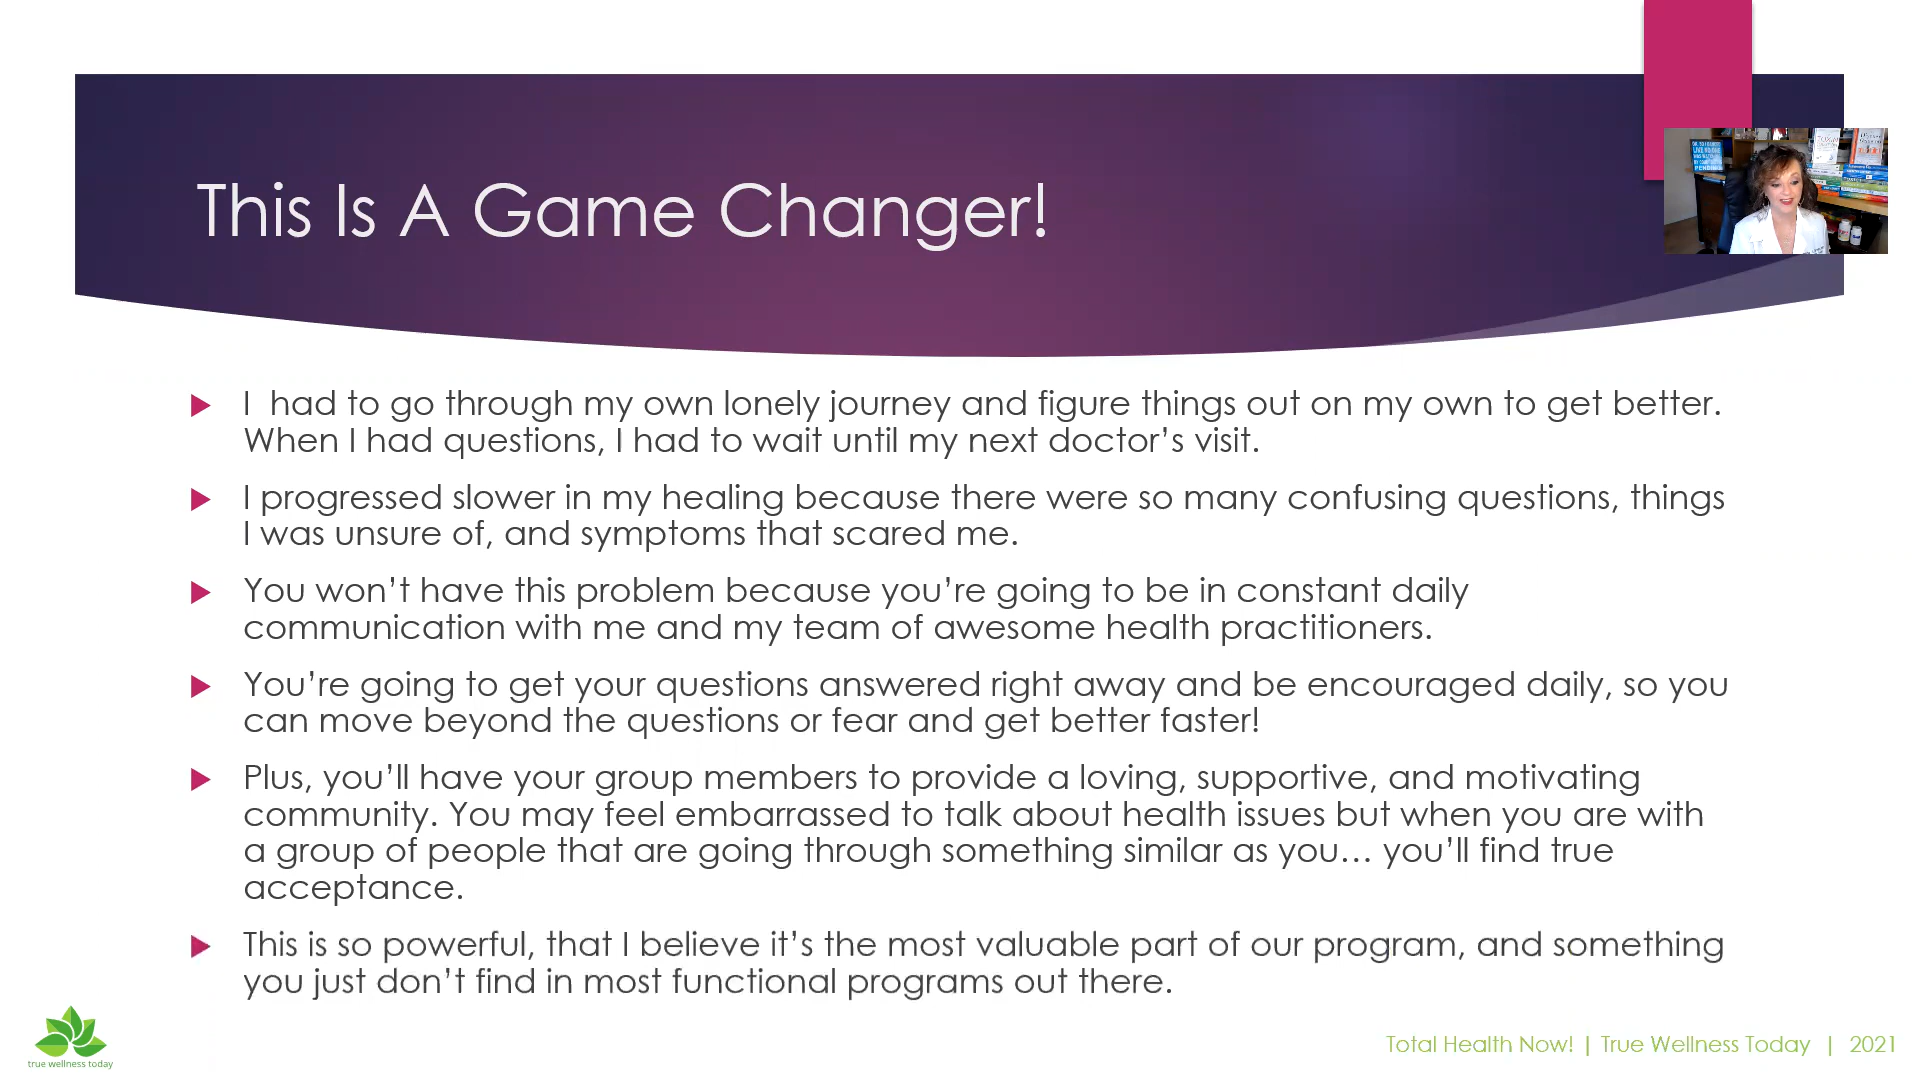 This Is A Game Changer!
I had to go through my own lonely journey and figure things out on my own to get better.
When I had questions, I had to wait until my next doctor’s visit.
I progressed slower in my healing because there were so many confusing questions, things
I was unsure of, and symptoms that scared me.
You won’t have this problem because you’re going to be in constant daily
communication with me and my team of awesome health practitioners.
You’re going to get your questions answered right away and be encouraged daily, so you
can move beyond the questions or fear and get better faster!
Plus, you’ll have your group members to provide a loving, supportive, and motivating
community. You may feel embarrassed to talk about health issues but when you are with
a group of people that are going through something similar as you… you’ll find true
acceptance.
This is so powerful, that I believe it’s the most valuable part of our program, and something
you just don’t find in most functional programs out there.
true wellness today
Total Health Now! | True Wellness Today | 2021